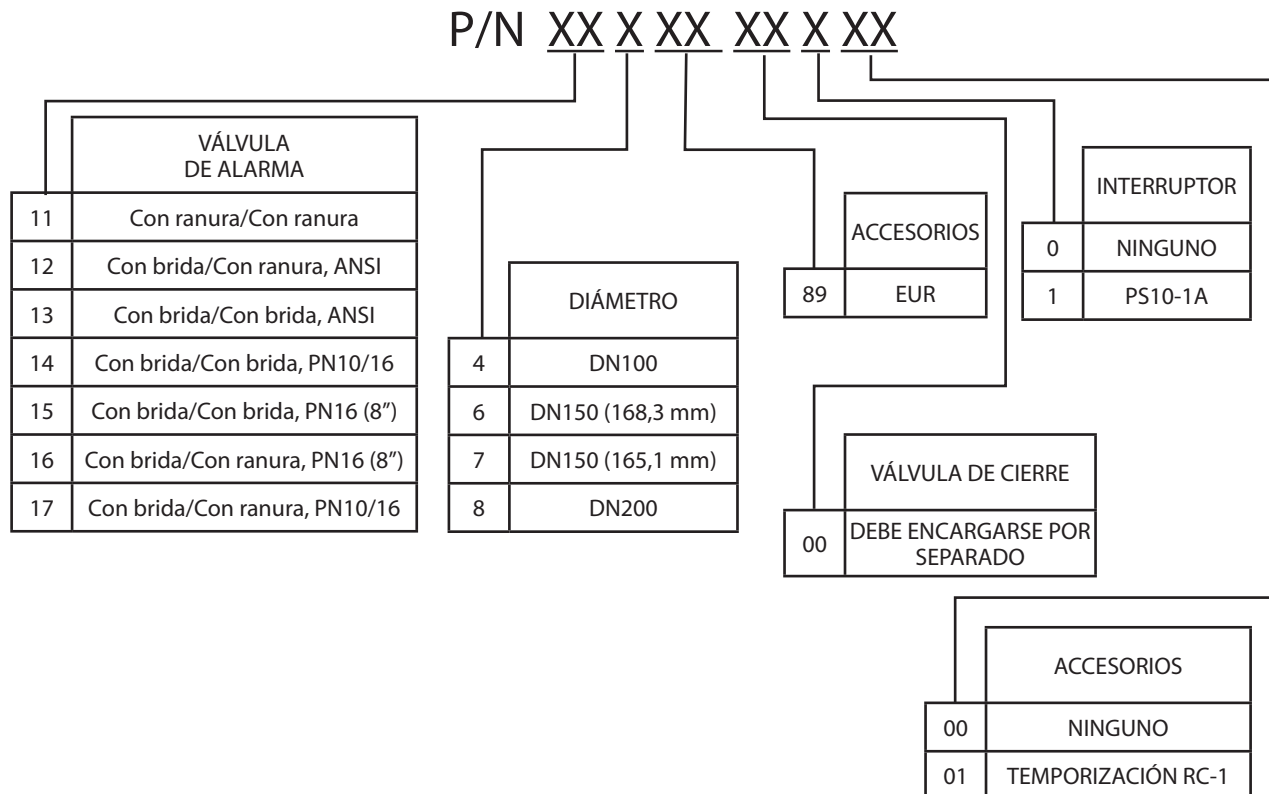 P/N XX X XX XX X XX
VÁLVULA
DE ALARMA
11 Con ranura/Con ranura
12 Con brida/Con ranura, ANSI
13 Con brida/Con brida, ANSI
14 Con brida/Con brida, PN10/16
15 Con brida/Con brida, PN16 (8”)
16 Con brida/Con ranura, PN16 (8”)
17 Con brida/Con ranura, PN10/16
DIÁMETRO
4 DN100
6 DN150 (168,3 mm)
7 DN150 (165,1 mm)
8 DN200
ACCESORIOS
89 EUR
VÁLVULA DE CIERRE
00 DEBE ENCARGARSE POR
SEPARADO
INTERRUPTOR
0 NINGUNO
1 PS10-1A
ACCESORIOS
00 NINGUNO
01 TEMPORIZACIÓN RC-1